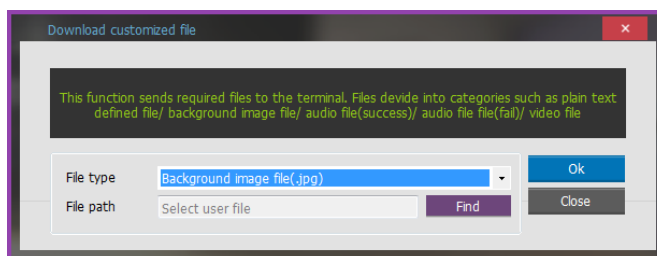 Download customized file
This function sends required files to the terminal. Files devide into categories such as plain text
defined file/ background image file/ audio file(success)/ audio file file(fail)/ video file
File type
Background image file(.jpg)
Ok
File path
Select user file
Find
Close